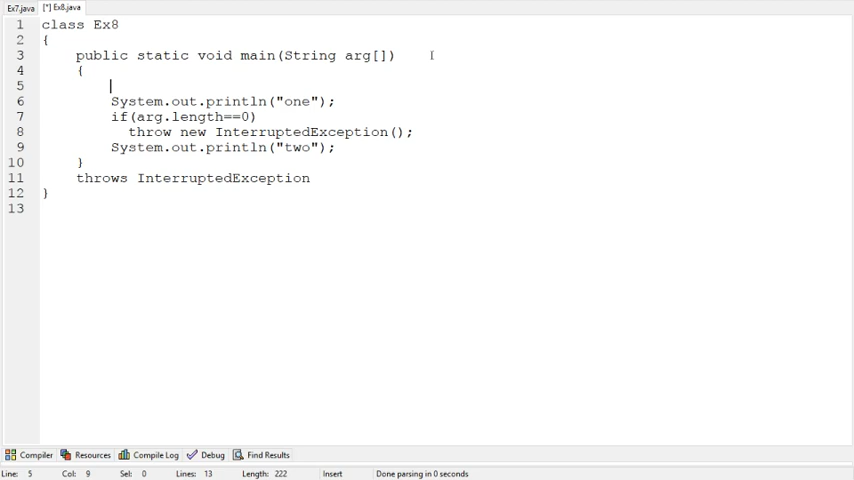 Ex7.java [*] Ex8.java
1 class Ex8
2 {
3 public static void main(String arg[])
4 {
5
6 System.out.println("one");
7 if(arg.length==0)
8 throw new InterruptedException();
9 System.out.println("two");
10 }
11 throws InterruptedException
12 }
13
Compiler Resources Compile Log Debug Find Results
Line: 5 Col: 9 Sel: 0 Lines: 13 Length: 222 Insert Done parsing in 0 seconds